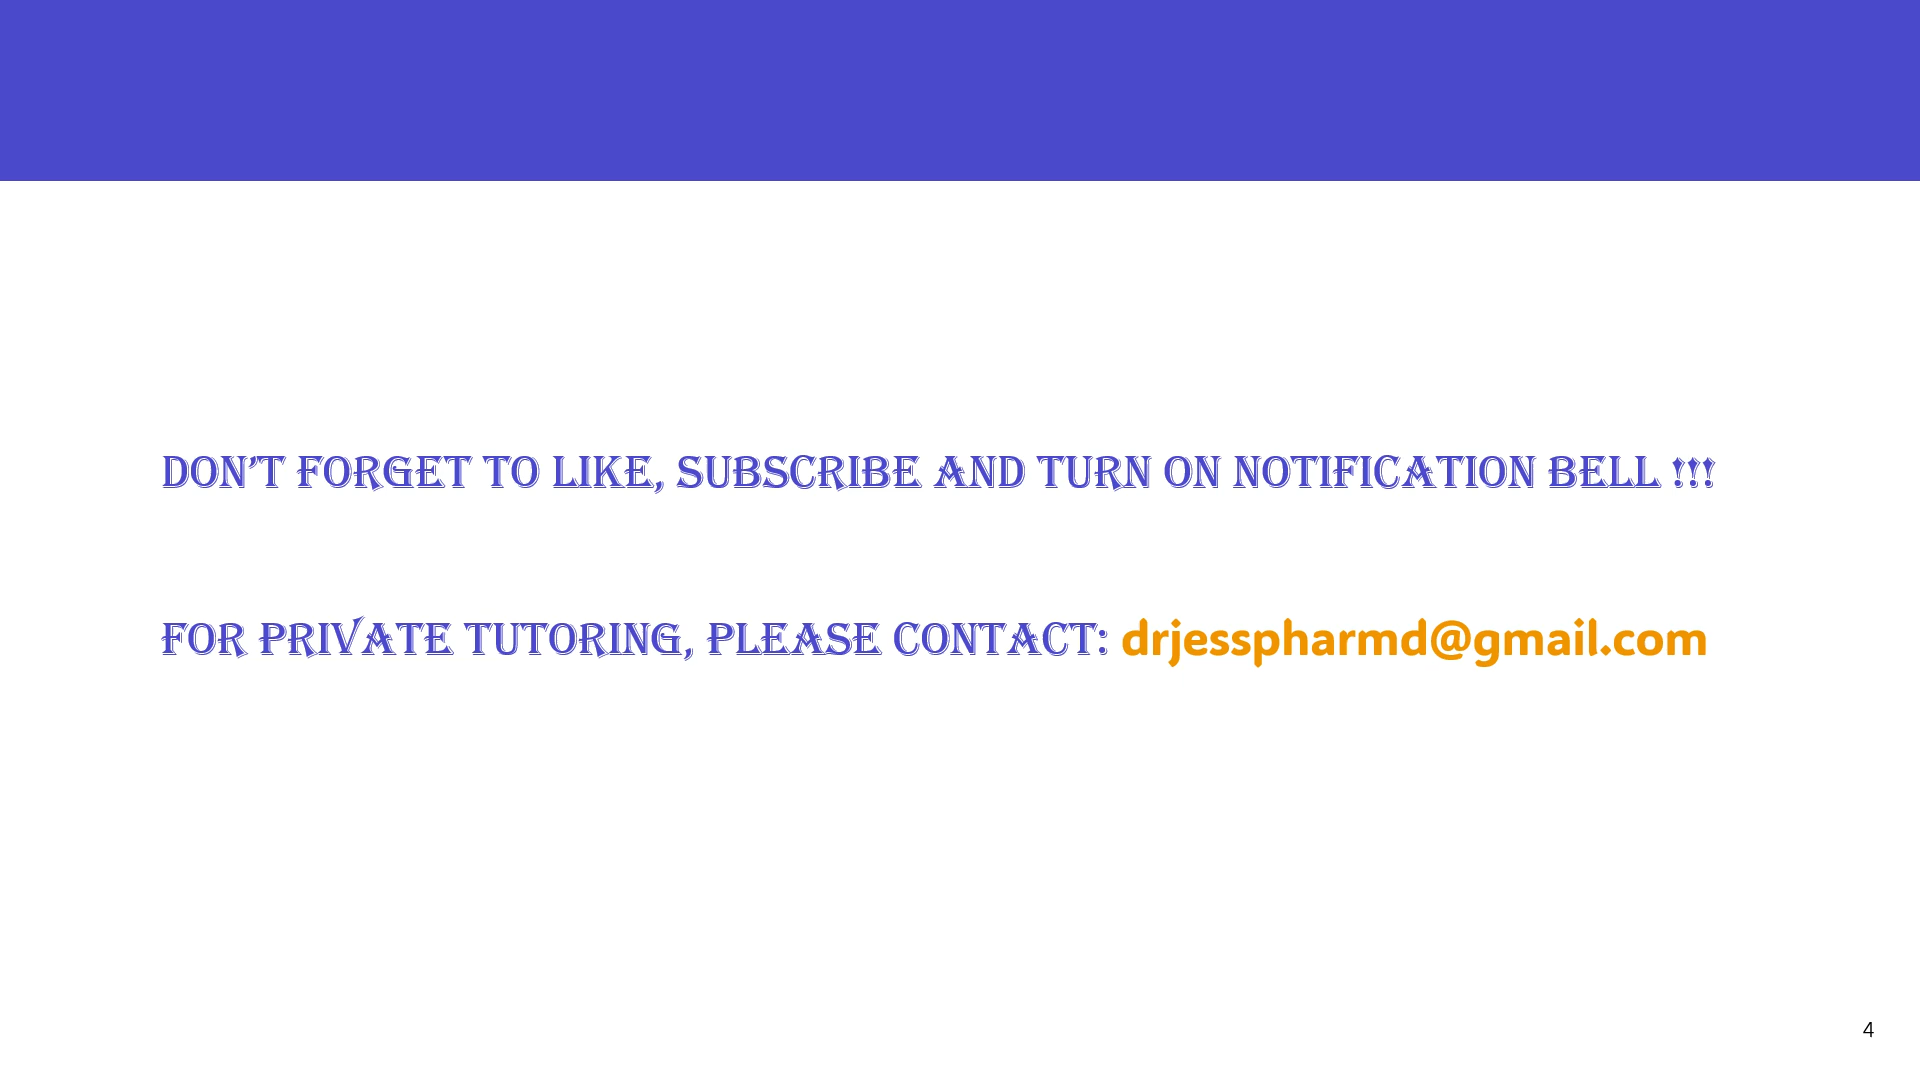 DON'T FORGET TO LIKE, SUBSCRIBE AND TURN ON NOTIFICATION BELL !!!
FOR PRIVATE TUTORING, PLEASE CONTACT: drjesspharmd@gmail.com
4